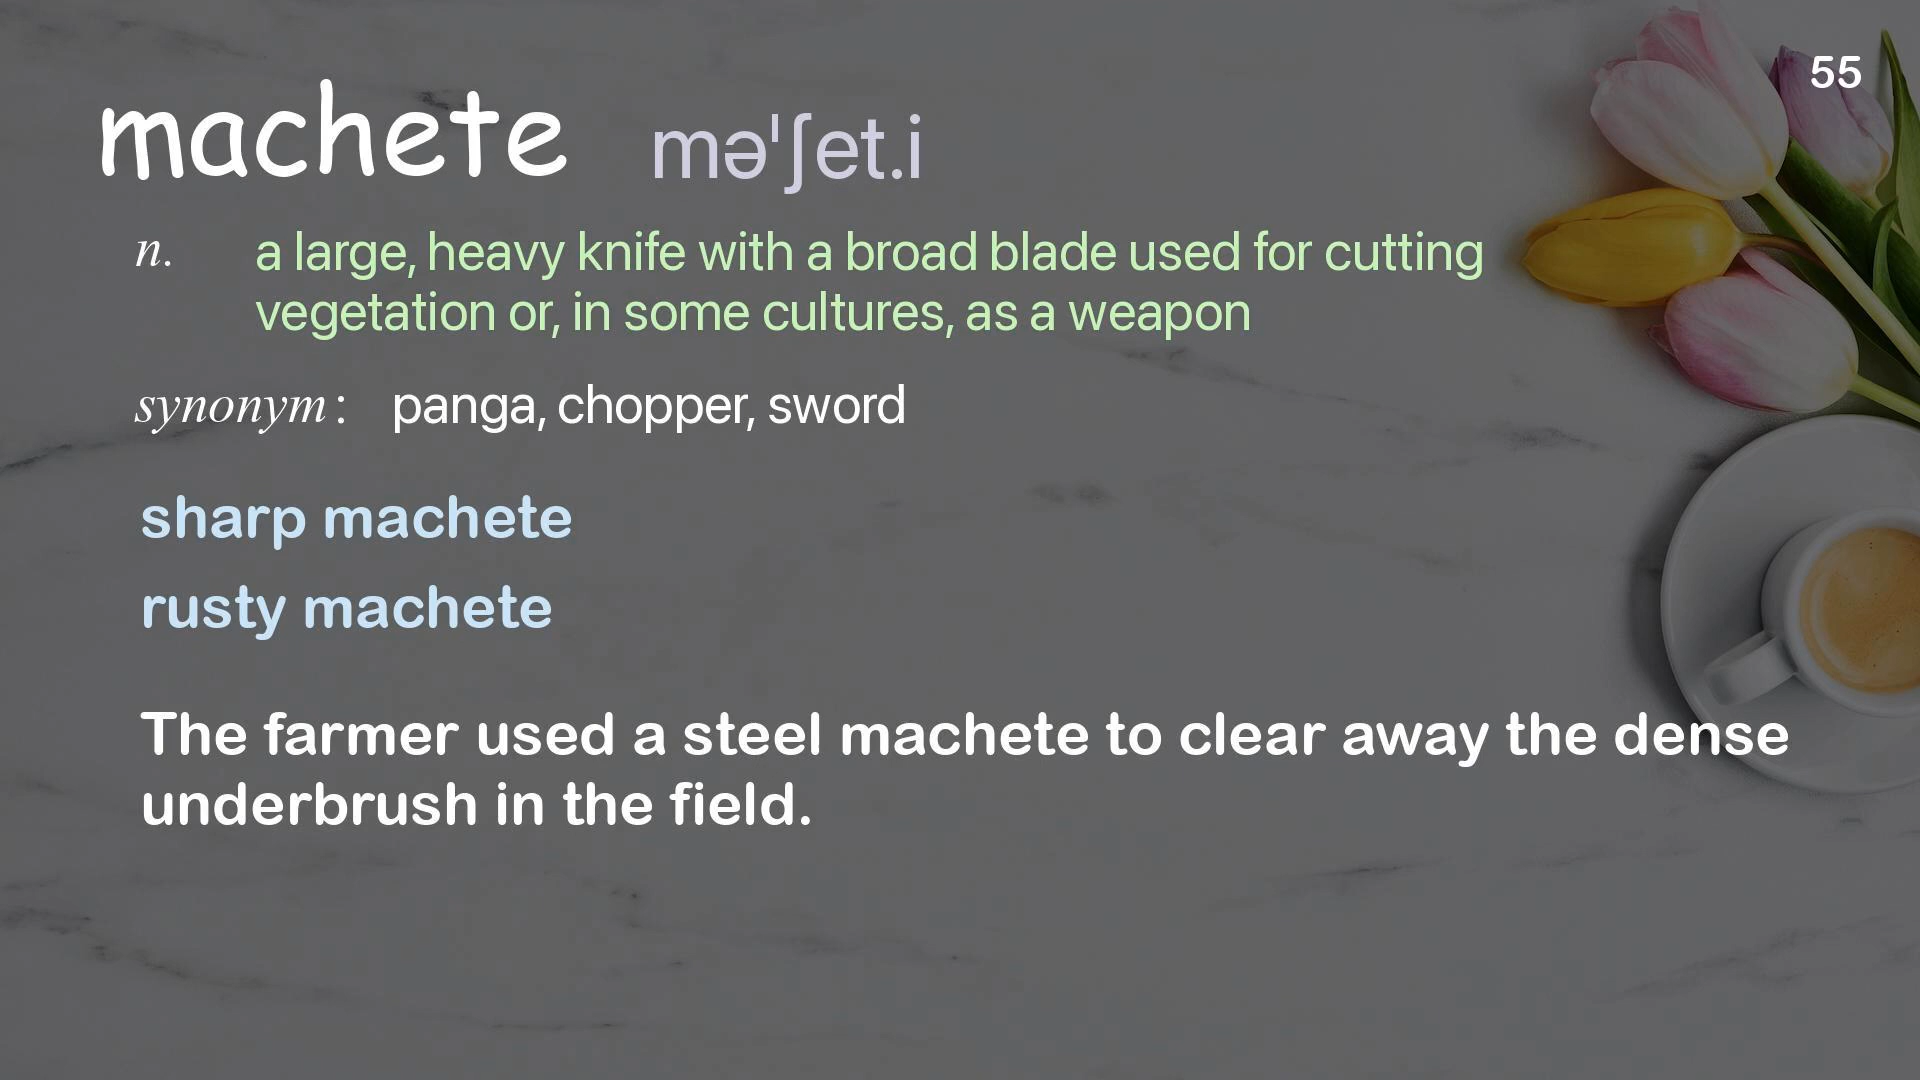 55
machete məˈʃet.i
n. a large, heavy knife with a broad blade used for cutting
vegetation or, in some cultures, as a weapon
synonym: panga, chopper, sword
sharp machete
rusty machete
The farmer used a steel machete to clear away the dense
underbrush in the field.